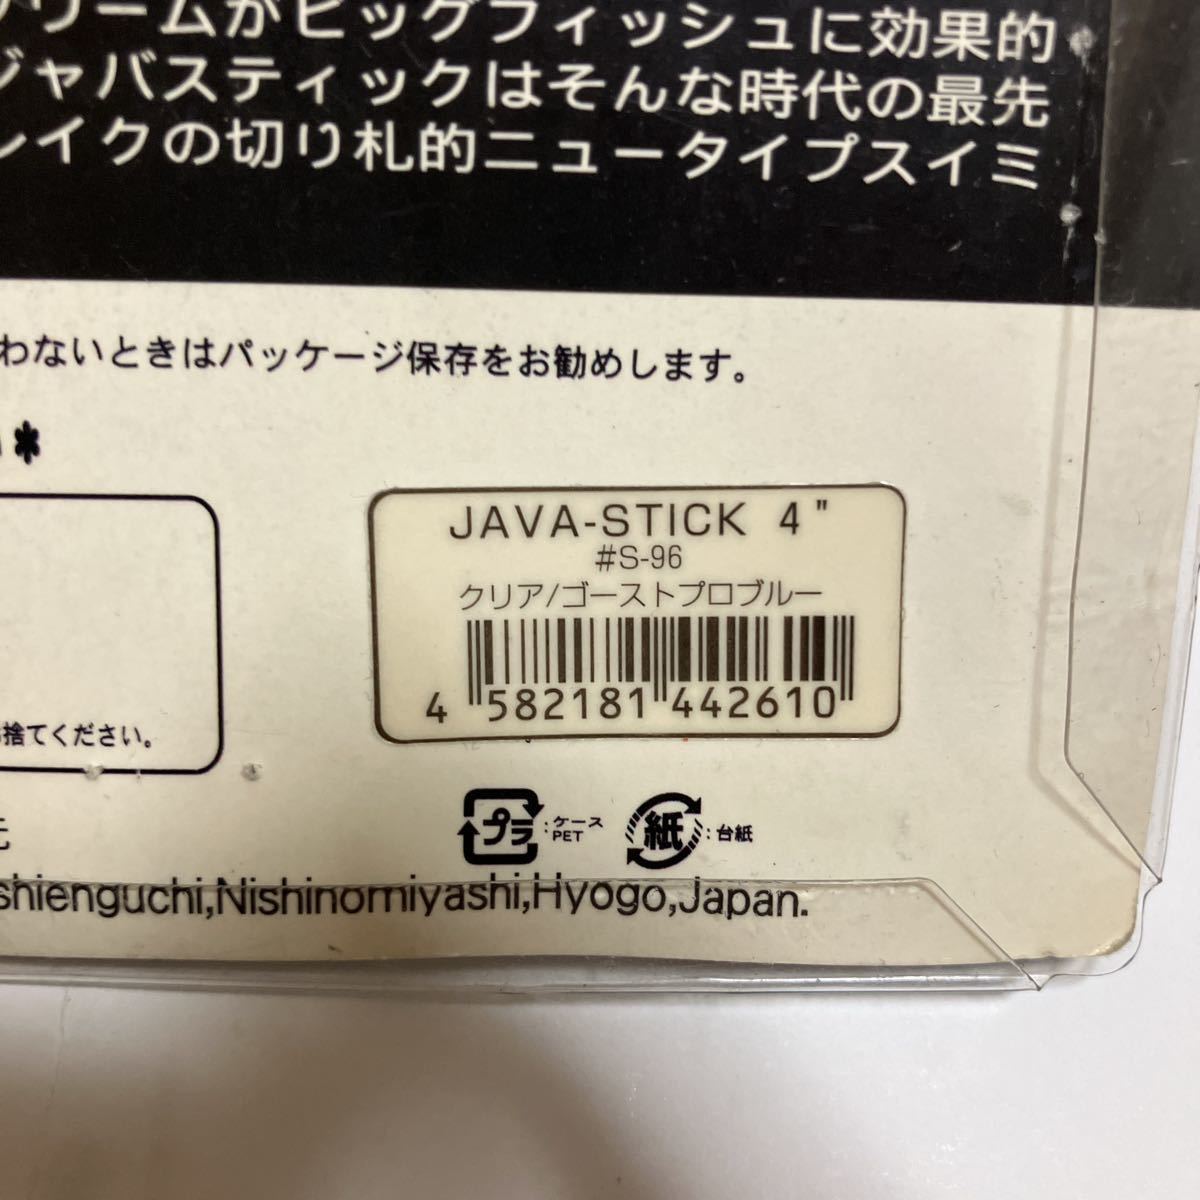 リームがビッグフィッシュに効果的
ジャバスティックはそんな時代の最先
レイクの切り札的ニュータイプスイミ
わないときはパッケージ保存をお勧めします。
*
JAVA-STICK 4"
#S-96
クリア/ゴーストプロブルー
4 582181 442610
捨てください。
プラ:ケース PET
紙:台紙
元
shienguchi,Nishinomiyashi,Hyogo,Japan.